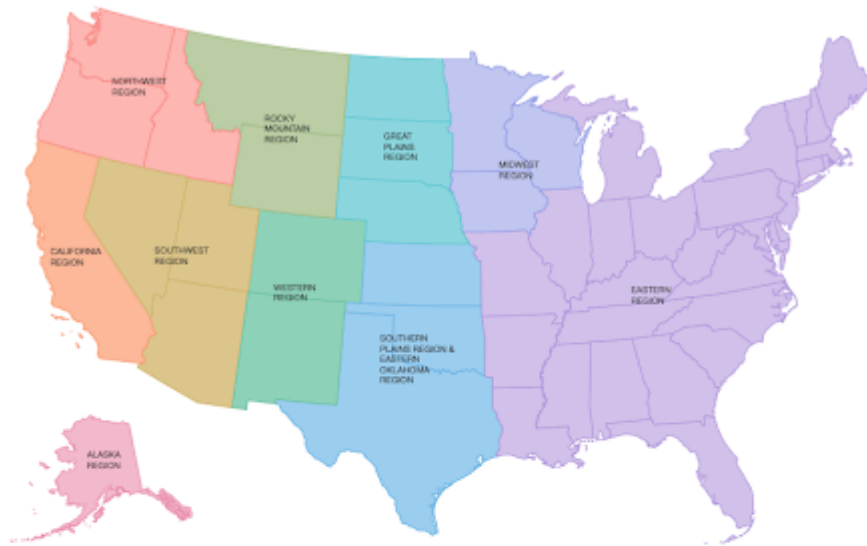 NORTHWEST
REGION
ROCKY
MOUNTAIN
REGION
GREAT
PLAINS
REGION
MIDWEST
REGION
CALIFORNIA
REGION
SOUTHWEST
REGION
WESTERN
REGION
EASTERN
REGION
SOUTHERN
PLAINS REGION &
EASTERN
OKLAHOMA
REGION
ALASKA
REGION